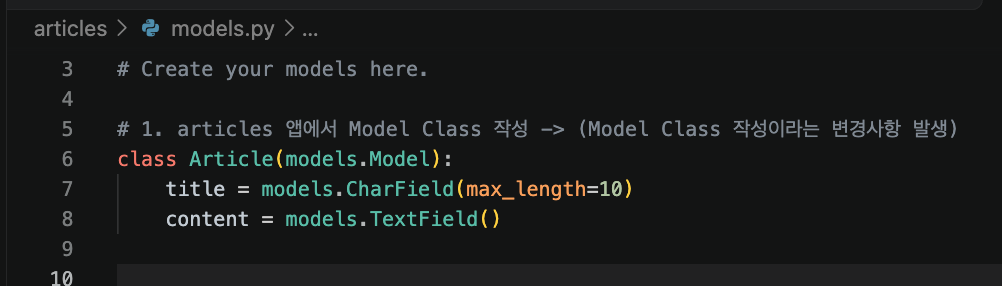 articles > models.py > ...
3 # Create your models here.
4
5 # 1. articles 앱에서 Model Class 작성 -> (Model Class 작성이라는 변경사항 발생)
6 class Article(models.Model):
7     title = models.CharField(max_length=10)
8     content = models.TextField()
9
10